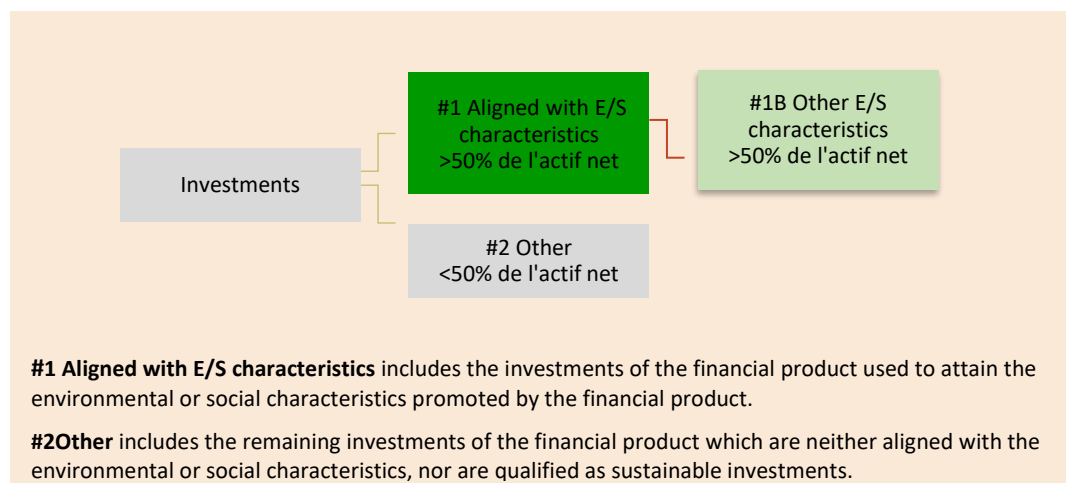 Investments
#1 Aligned with E/S
characteristics
>50% de l'actif net
#1B Other E/S
characteristics
>50% de l'actif net
#2 Other
<50% de l'actif net
#1 Aligned with E/S characteristics includes the investments of the financial product used to attain the
environmental or social characteristics promoted by the financial product.
#2Other includes the remaining investments of the financial product which are neither aligned with the
environmental or social characteristics, nor are qualified as sustainable investments.